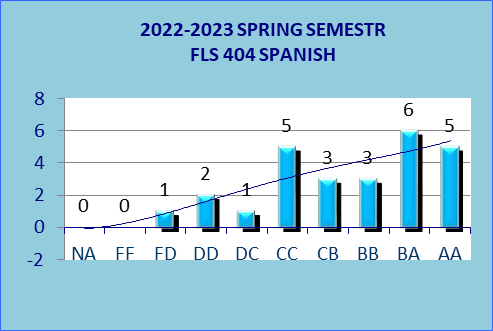 2022-2023 SPRING SEMESTR
FLS 404 SPANISH
8
6
4
2
0
-2
0 0 1 2 1 5 3 3 6 5
NA FF FD DD DC CC CB BB BA AA